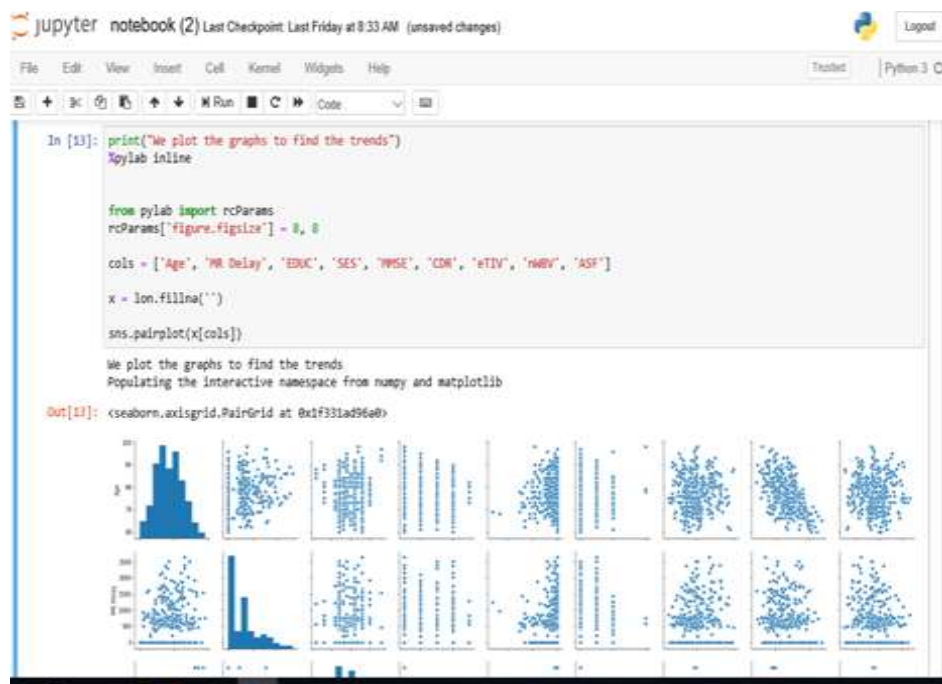 jupyter notebook (2) Last Checkpoint: Last Friday at 8:33 AM (unsaved changes)
Logout
File Edit View Insert Cell Kernel Widgets Help
Trusted
Python 3 O
Run
Code
In [13]: print("We plot the graphs to find the trends")
%pylab inline
from pylab import rcParams
rcParams['figure.figsize'] = 8, 8
cols = ['Age', 'MR Delay', 'EDUC', 'SES', 'MMSE', 'CDR', 'eTIV', 'nWBV', 'ASF']
x = lon.fillna('')
sns.pairplot(x[cols])
We plot the graphs to find the trends
Populating the interactive namespace from numpy and matplotlib
Out[13]: <seaborn.axisgrid.PairGrid at 0x1f331ad96a0>
Age
MR Delay